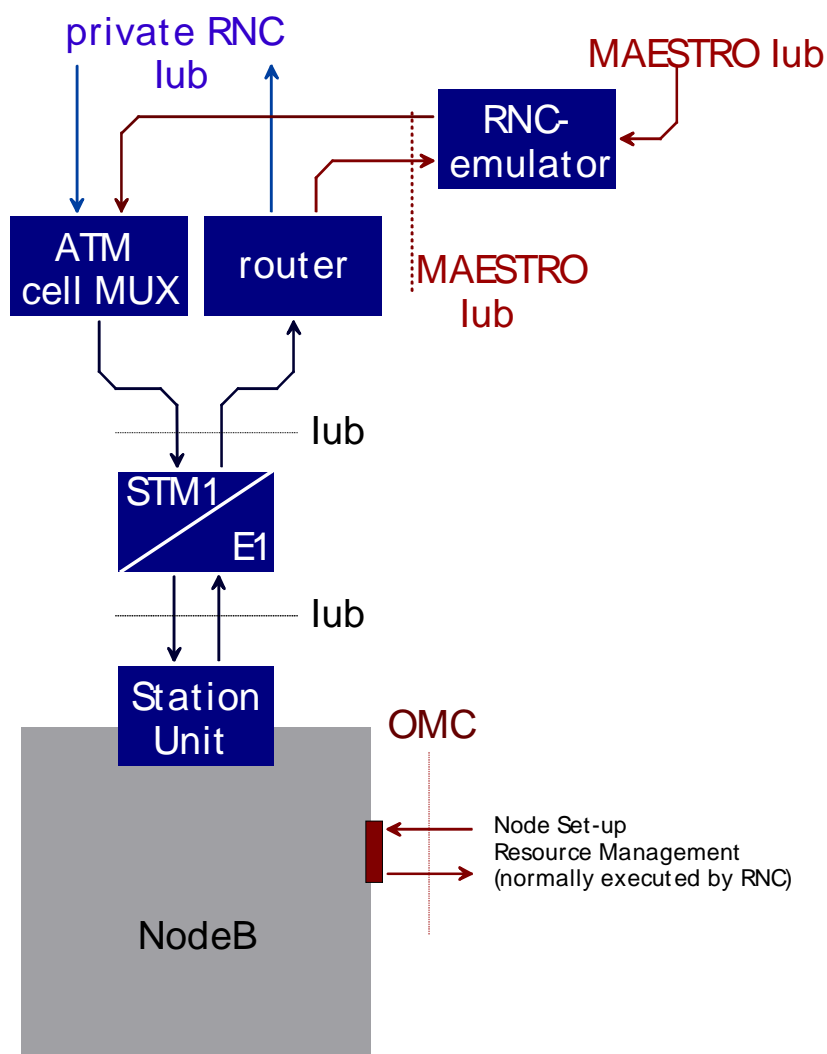 private RNC
Iub
MAESTRO Iub
RNC-
emulator
ATM
cell MUX
router
MAESTRO
Iub
Iub
STM1
E1
Iub
Station
Unit
OMC
Node Set-up
Resource Management
(normally executed by RNC)
NodeB